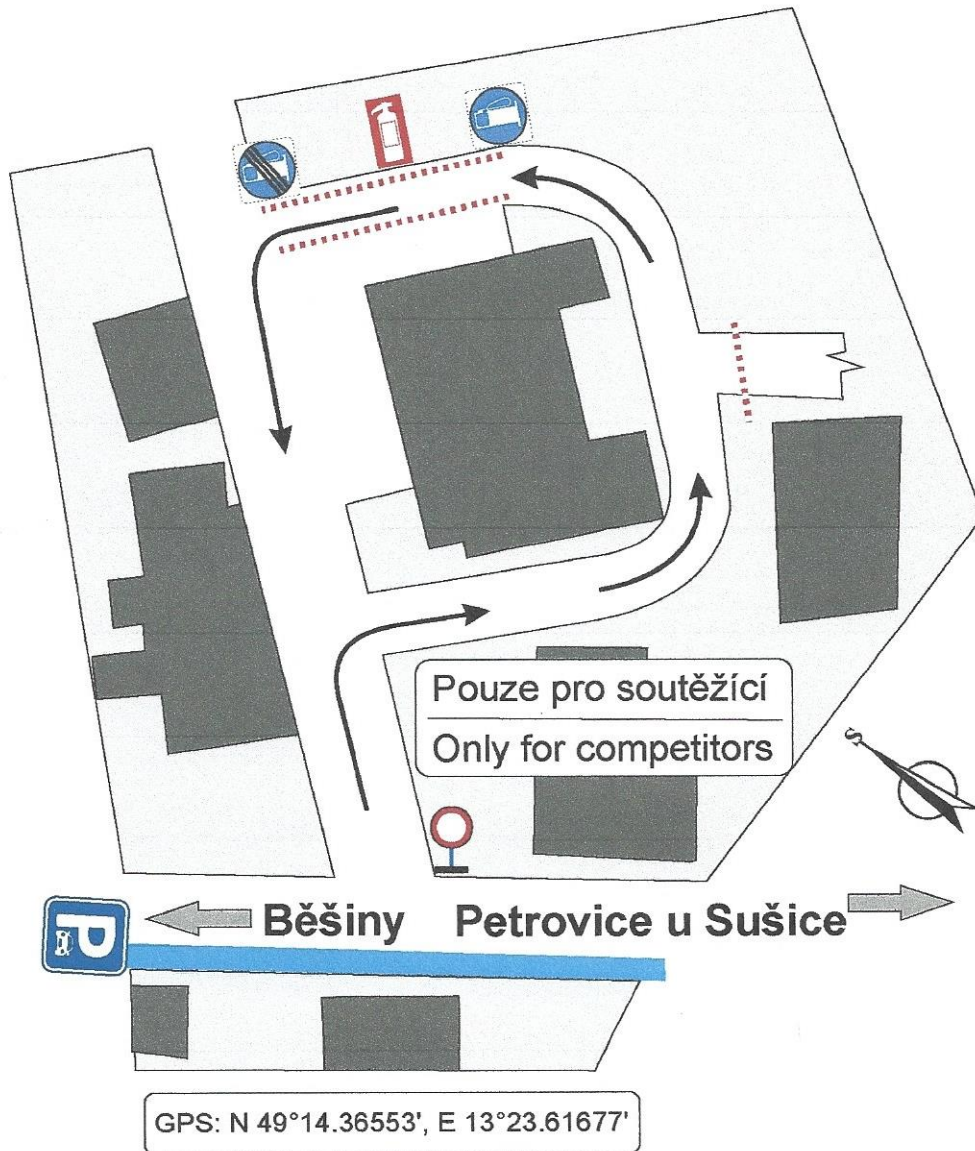 Pouze pro soutěžící
Only for competitors
S
P
Běšiny Petrovice u Sušice
GPS: N 49°14.36553', E 13°23.61677'